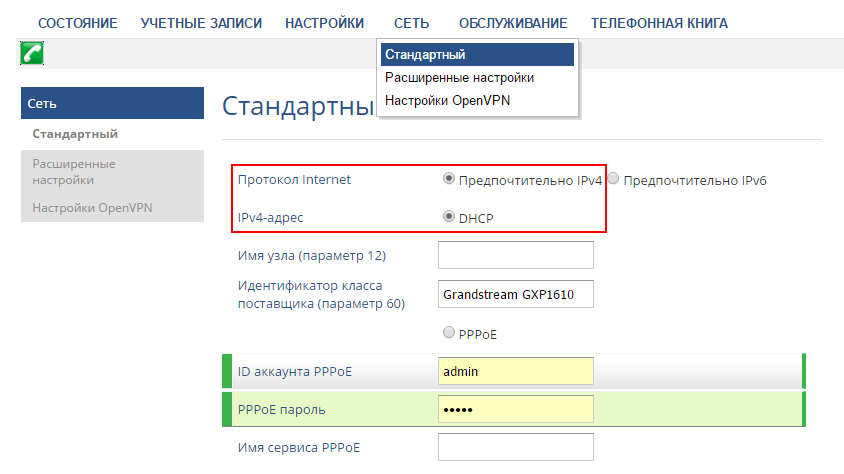 СОСТОЯНИЕ УЧЕТНЫЕ ЗАПИСИ НАСТРОЙКИ СЕТЬ ОБСЛУЖИВАНИЕ ТЕЛЕФОННАЯ КНИГА
Стандартный
Расширенные настройки
Настройки OpenVPN
Сеть
Стандартный
Расширенные
настройки
Настройки OpenVPN
Стандартны
Протокол Internet Предпочтительно IPv4 Предпочтительно IPv6
IPv4-адрес DHCP
Имя узла (параметр 12)
Идентификатор класса
поставщика (параметр 60) Grandstream GXP1610
PPPoE
ID аккаунта PPPoE admin
PPPoE пароль •••••
Имя сервиса PPPoE